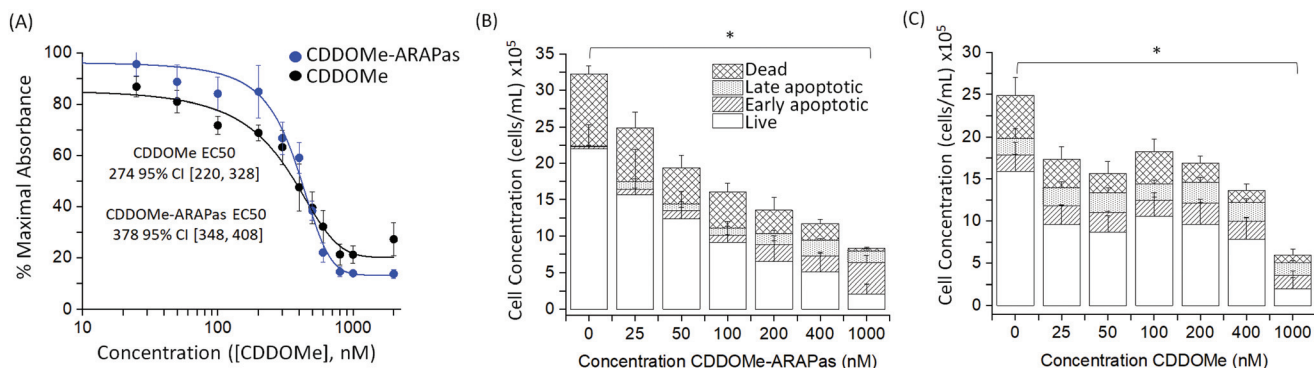 (A)
100
80
60
40
20
0
% Maximal Absorbance
CDDOMe-ARAPas
CDDOMe
CDDOMe EC50
274 95% CI [220, 328]
CDDOMe-ARAPas EC50
378 95% CI [348, 408]
10
100
1000
Concentration ([CDDOMe], nM)
(B)
35
30
25
20
15
10
5
0
Cell Concentration (cells/mL) x10⁵
*
Dead
Late apoptotic
Early apoptotic
Live
0 25 50 100 200 400 1000
Concentration CDDOMe-ARAPas (nM)
(C)
30
25
20
15
10
5
0
Cell Concentration (cells/mL) x10⁵
*
0 25 50 100 200 400 1000
Concentration CDDOMe (nM)